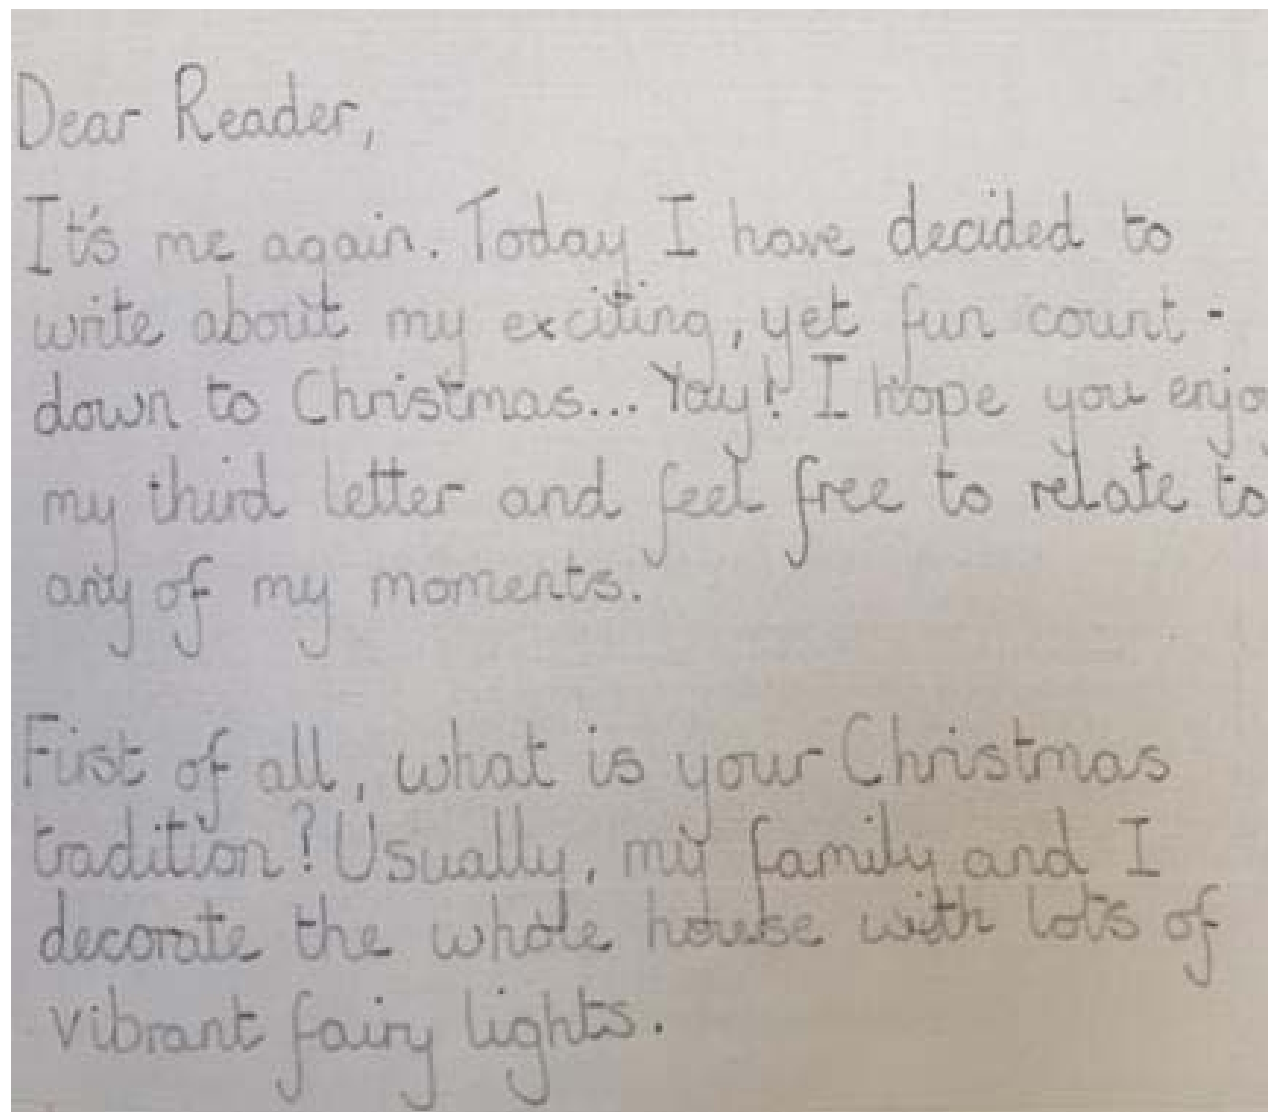 Dear Reader,
It's me again. Today I have decided to
write about my exciting, yet fun count-
down to Christmas... Yay! I hope you enjo
my third letter and feel free to relate to
any of my moments.
First of all, what is your Christmas
tradition? Usually, my family and I
decorate the whole house with lots of
vibrant fairy lights.